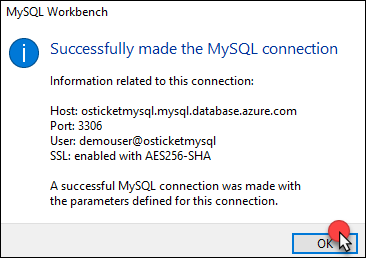 MySQL Workbench
Successfully made the MySQL connection
Information related to this connection:
Host: osticketmysql.mysql.database.azure.com
Port: 3306
User: demouser@osticketmysql
SSL: enabled with AES256-SHA
A successful MySQL connection was made with
the parameters defined for this connection.
OK